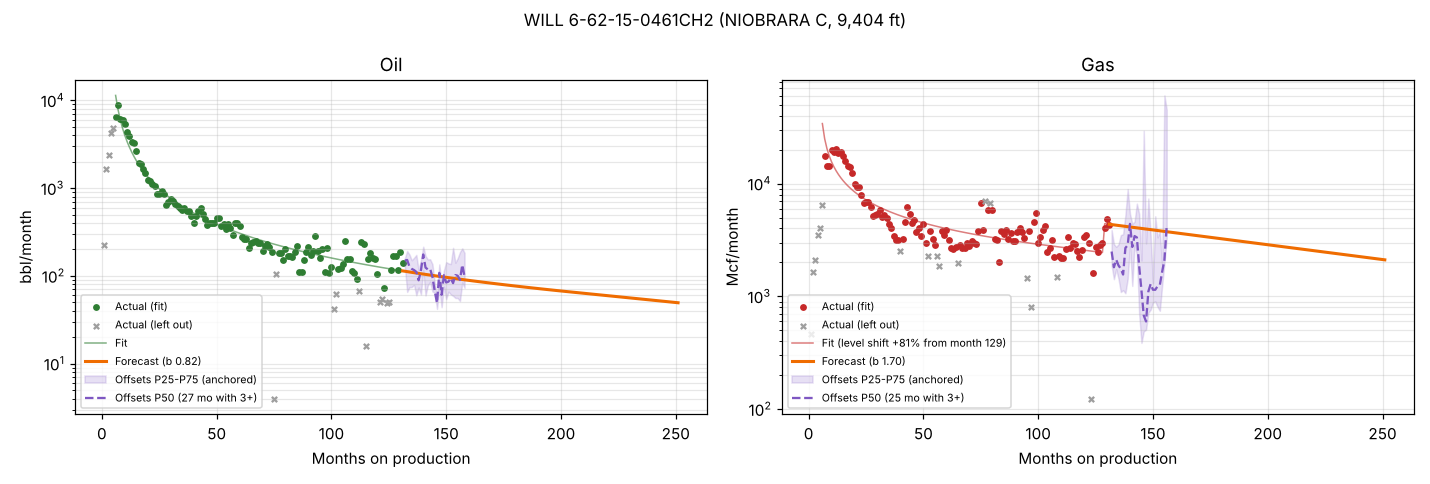 WILL 6-62-15-0461CH2 (NIOBRARA C, 9,404 ft)
Oil
bbl/month
10⁴
10³
10²
10¹
Actual (fit)
Actual (left out)
Fit
Forecast (b 0.82)
Offsets P25-P75 (anchored)
Offsets P50 (27 mo with 3+)
0 50 100 150 200 250
Months on production
Gas
Mcf/month
10⁴
10³
10²
Actual (fit)
Actual (left out)
Fit (level shift +81% from month 129)
Forecast (b 1.70)
Offsets P25-P75 (anchored)
Offsets P50 (25 mo with 3+)
0 50 100 150 200 250
Months on production